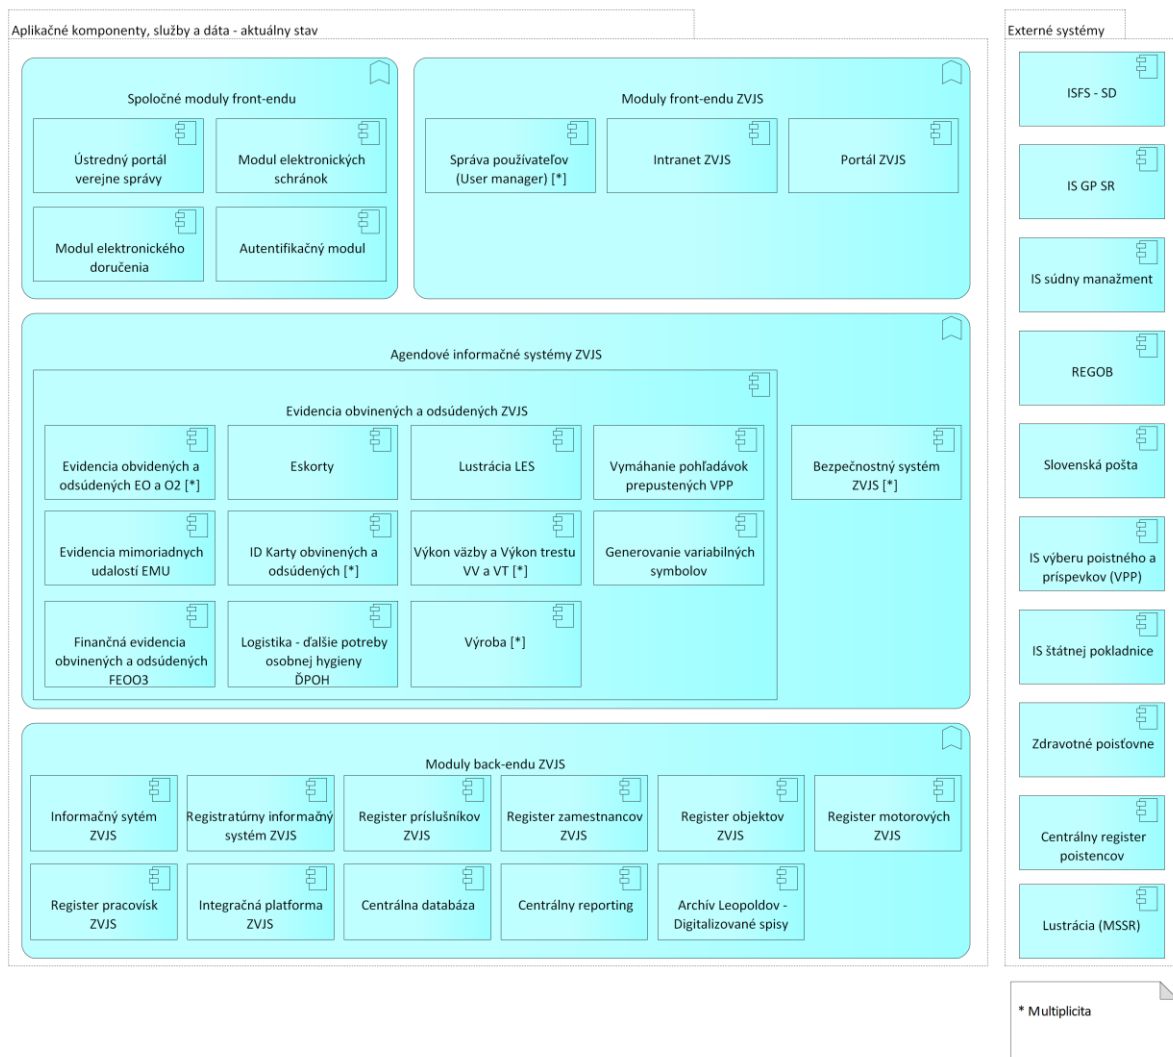 Aplikačné komponenty, služby a dáta - aktuálny stav
Spoločné moduly front-endu
Ústredný portál
verejne správy
Modul elektronických
schránok
Modul elektronického
doručenia
Autentifikačný modul
Moduly front-endu ZVJS
Správa používateľov
(User manager) [*]
Intranet ZVJS
Portál ZVJS
Agendové informačné systémy ZVJS
Evidencia obvinených a odsúdených ZVJS
Evidencia obvidených a
odsúdených EO a O2 [*]
Eskorty
Lustrácia LES
Vymáhanie pohľadávok
prepustených VPP
Evidencia mimoriadnych
udalostí EMU
ID Karty obvinených a
odsúdených [*]
Výkon väzby a Výkon trestu
VV a VT [*]
Generovanie variabilných
symbolov
Finančná evidencia
obvinených a odsúdených
FEOO3
Logistika - ďalšie potreby
osobnej hygieny
ĎPOH
Výroba [*]
Bezpečnostný systém
ZVJS [*]
Moduly back-endu ZVJS
Informačný sytém
ZVJS
Registratúrny informačný
systém ZVJS
Register príslušníkov
ZVJS
Register zamestnancov
ZVJS
Register objektov
ZVJS
Register motorových
ZVJS
Register pracovísk
ZVJS
Integračná platforma
ZVJS
Centrálna databáza
Centrálny reporting
Archív Leopoldov -
Digitalizované spisy
Externé systémy
ISFS - SD
IS GP SR
IS súdny manažment
REGOB
Slovenská pošta
IS výberu poistného a
príspevkov (VPP)
IS štátnej pokladnice
Zdravotné poisťovne
Centrálny register
poistencov
Lustrácia (MSSR)
* Multiplicita